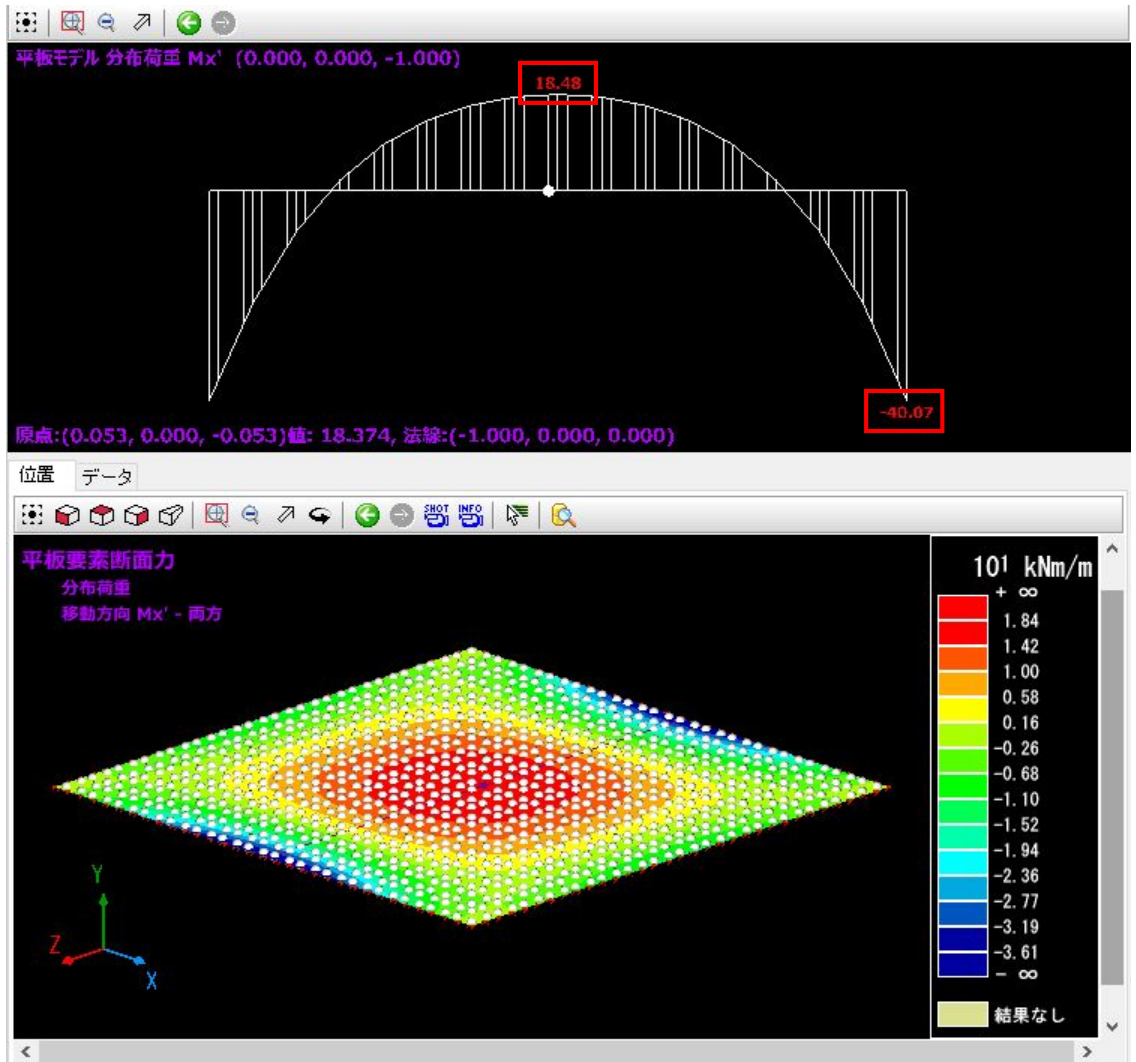 平板モデル 分布荷重 Mx' (0.000, 0.000, -1.000)
18.48
-40.07
原点:(0.053, 0.000, -0.053)値: 18.374, 法線:(-1.000, 0.000, 0.000)
位置 データ
SHOT INFO
平板要素断面力
分布荷重
移動方向 Mx' - 両方
10¹ kNm/m
+ ∞
1.84
1.42
1.00
0.58
0.16
-0.26
-0.68
-1.10
-1.52
-1.94
-2.36
-2.77
-3.19
-3.61
- ∞
結果なし
Y
Z
X